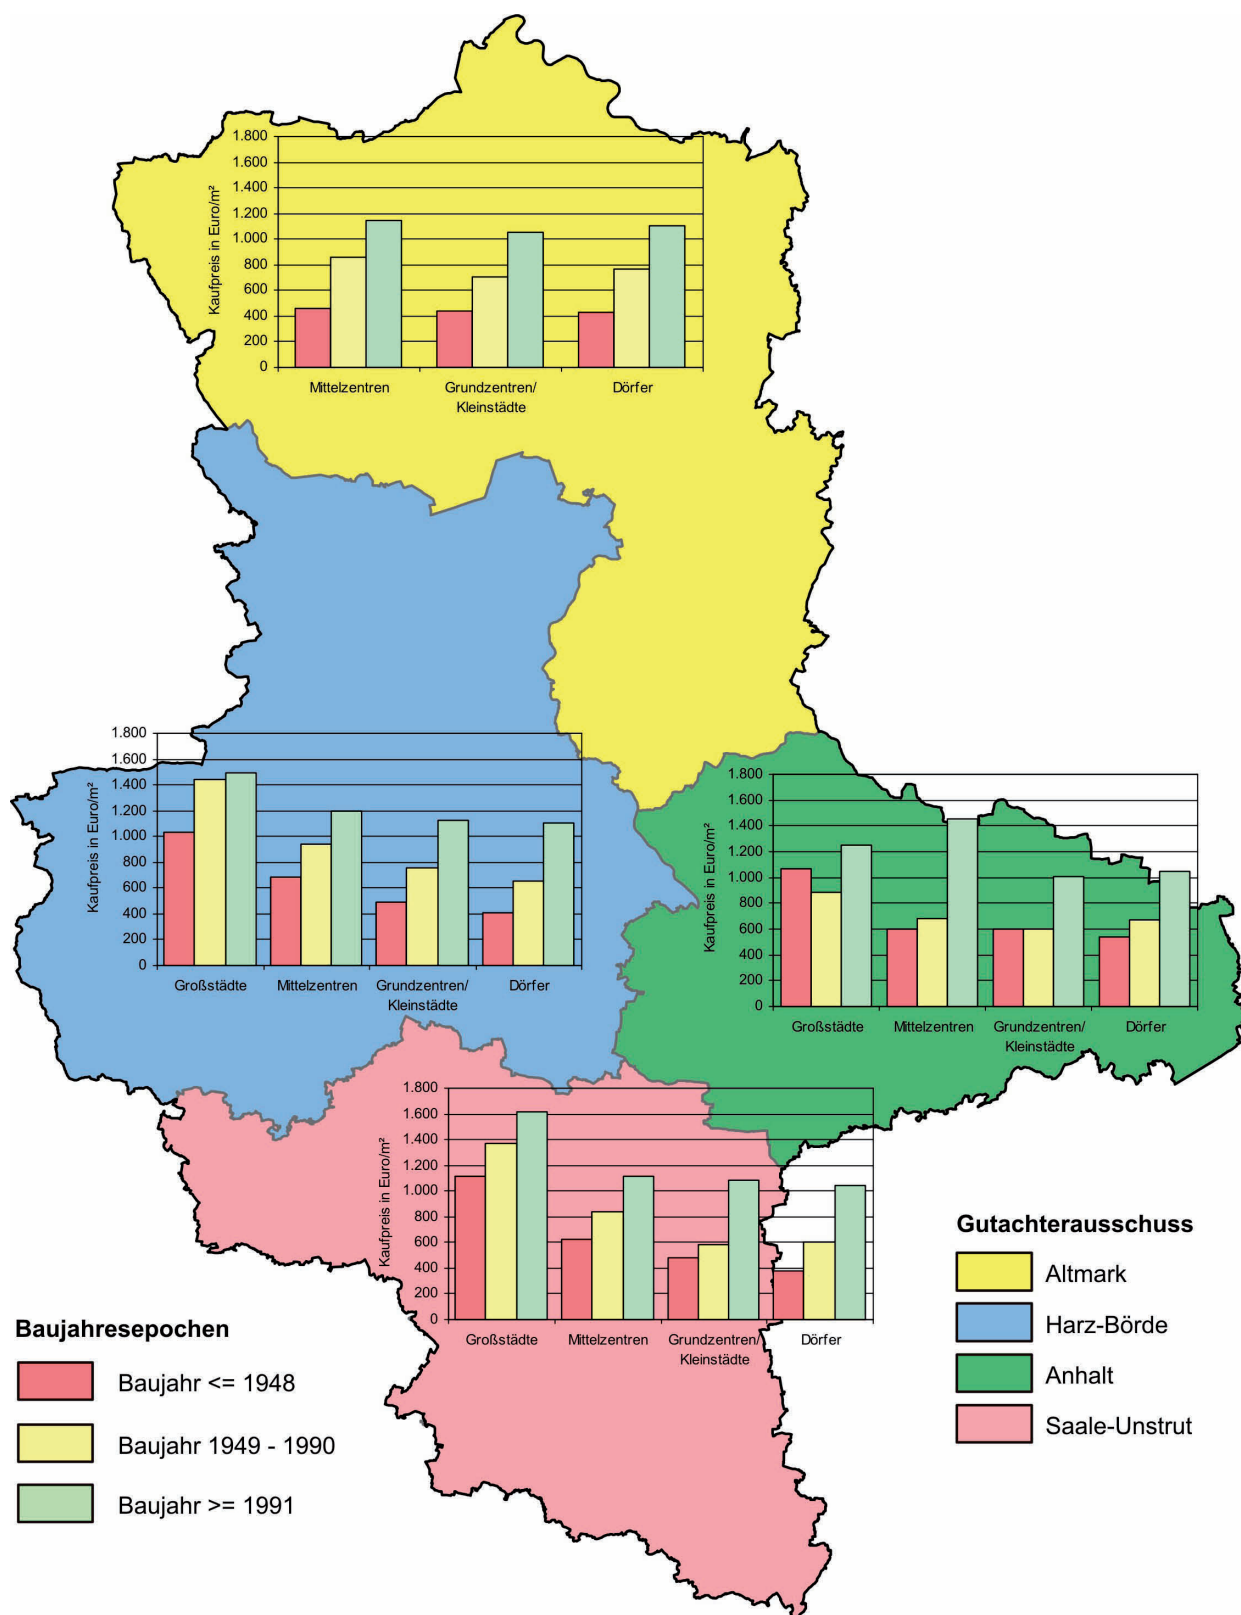 1.800
1.600
1.400
1.200
1.000
800
600
400
200
0
Kaufpreis in Euro/m²
Mittelzentren
Grundzentren/
Kleinstädte
Dörfer
1.800
1.600
1.400
1.200
1.000
800
600
400
200
0
Kaufpreis in Euro/m²
Großstädte
Mittelzentren
Grundzentren/
Kleinstädte
Dörfer
1.800
1.600
1.400
1.200
1.000
800
600
400
200
0
Kaufpreis in Euro/m²
Großstädte
Mittelzentren
Grundzentren/
Kleinstädte
Dörfer
1.800
1.600
1.400
1.200
1.000
800
600
400
200
0
Kaufpreis in Euro/m²
Großstädte
Mittelzentren
Grundzentren/
Kleinstädte
Dörfer
Baujahresepochen
Baujahr <= 1948
Baujahr 1949 - 1990
Baujahr >= 1991
Gutachterausschuss
Altmark
Harz-Börde
Anhalt
Saale-Unstrut